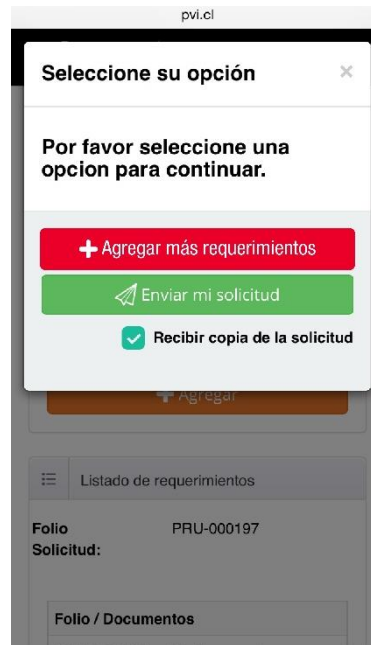 pvi.cl
Seleccione su opción ×
Por favor seleccione una
opcion para continuar.
Agregar más requerimientos
Enviar mi solicitud
Recibir copia de la solicitud
Agregar
Listado de requerimientos
Folio PRU-000197
Solicitud:
Folio / Documentos